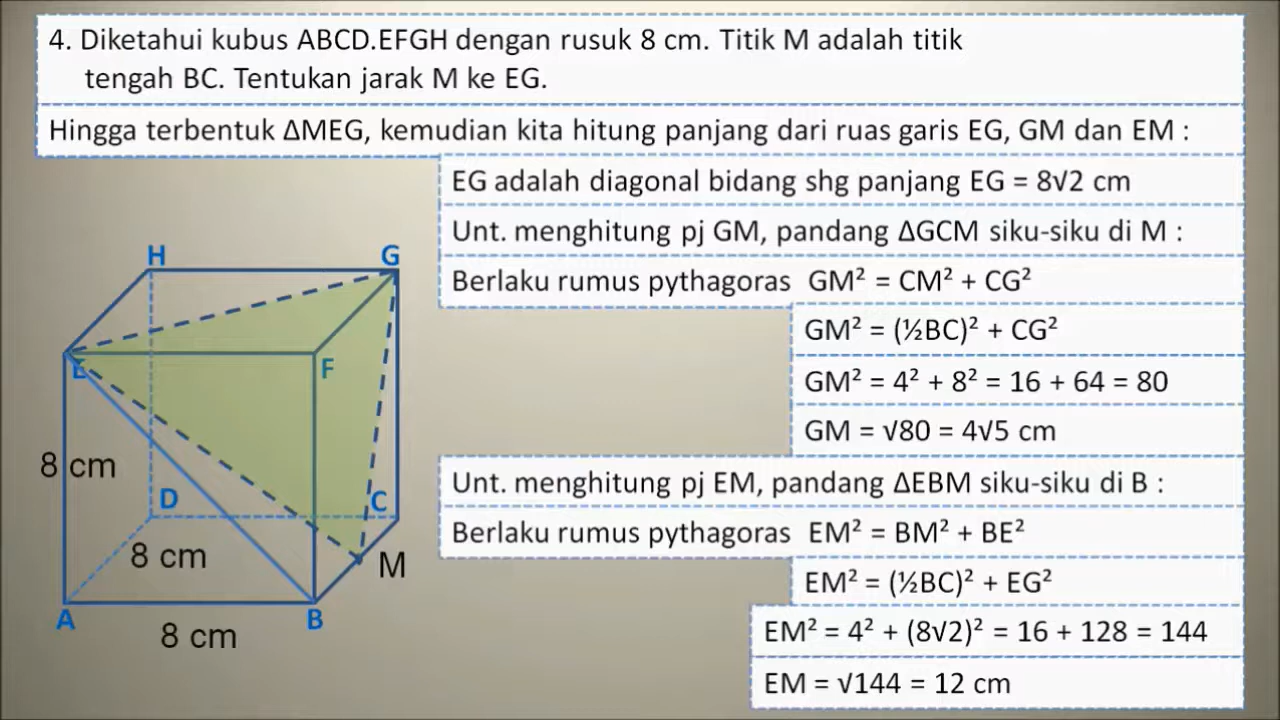 4. Diketahui kubus ABCD.EFGH dengan rusuk 8 cm. Titik M adalah titik
tengah BC. Tentukan jarak M ke EG.
Hingga terbentuk ΔMEG, kemudian kita hitung panjang dari ruas garis EG, GM dan EM :
EG adalah diagonal bidang shg panjang EG = 8√2 cm
Unt. menghitung pj GM, pandang ΔGCM siku-siku di M :
Berlaku rumus pythagoras GM² = CM² + CG²
GM² = (½BC)² + CG²
GM² = 4² + 8² = 16 + 64 = 80
GM = √80 = 4√5 cm
Unt. menghitung pj EM, pandang ΔEBM siku-siku di B :
Berlaku rumus pythagoras EM² = BM² + BE²
EM² = (½BC)² + EG²
EM² = 4² + (8√2)² = 16 + 128 = 144
EM = √144 = 12 cm
H
G
E
F
8 cm
D
C
8 cm
M
A
B
8 cm